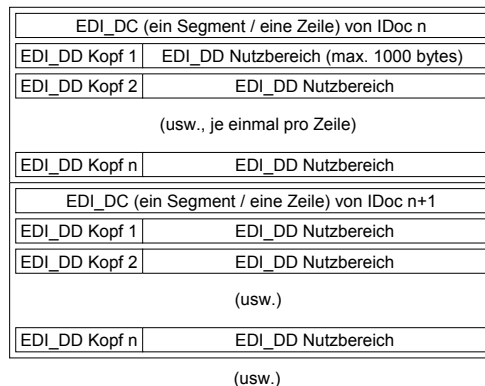 EDI_DC (ein Segment / eine Zeile) von IDoc n
EDI_DD Kopf 1 EDI_DD Nutzbereich (max. 1000 bytes)
EDI_DD Kopf 2 EDI_DD Nutzbereich
(usw., je einmal pro Zeile)
EDI_DD Kopf n EDI_DD Nutzbereich
EDI_DC (ein Segment / eine Zeile) von IDoc n+1
EDI_DD Kopf 1 EDI_DD Nutzbereich
EDI_DD Kopf 2 EDI_DD Nutzbereich
(usw.)
EDI_DD Kopf n EDI_DD Nutzbereich
(usw.)